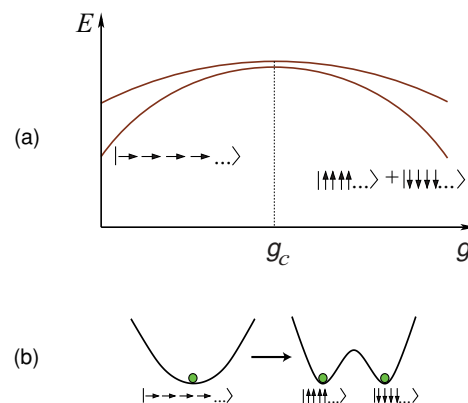 E
(a)
|→→→→...⟩
|↑↑↑↑...⟩ + |↓↓↓↓...⟩
g_c
g
(b)
|→→→→...⟩
|↑↑↑↑...⟩
|↓↓↓↓...⟩